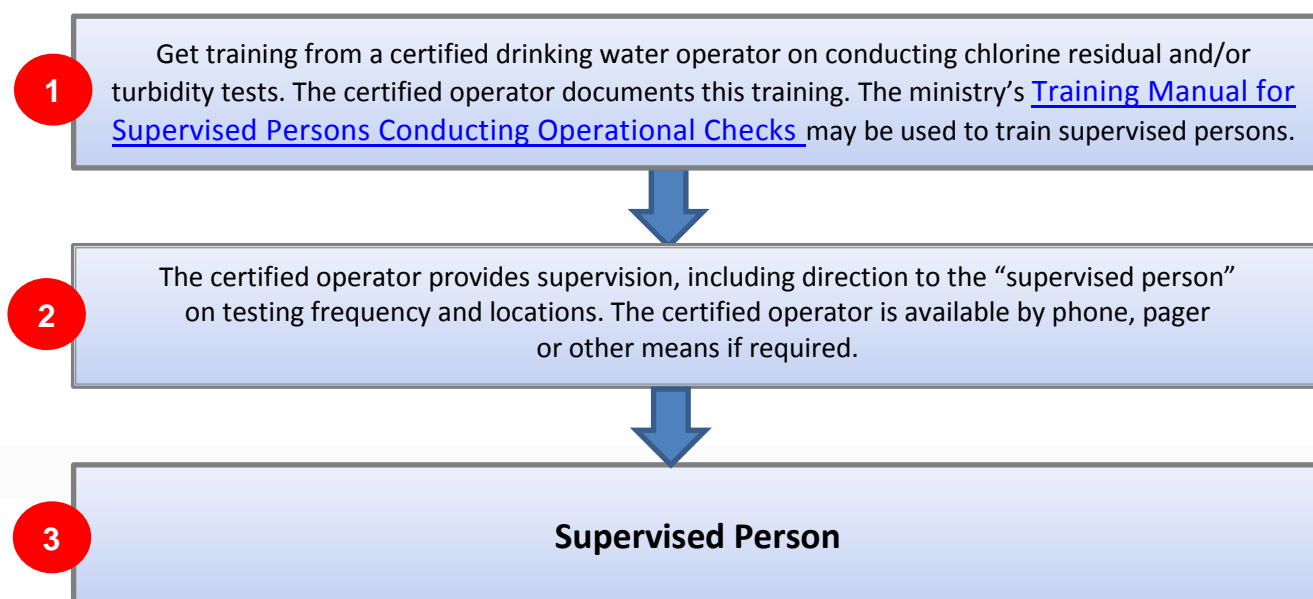 1
Get training from a certified drinking water operator on conducting chlorine residual and/or
turbidity tests. The certified operator documents this training. The ministry’s Training Manual for
Supervised Persons Conducting Operational Checks may be used to train supervised persons.
2
The certified operator provides supervision, including direction to the “supervised person”
on testing frequency and locations. The certified operator is available by phone, pager
or other means if required.
3
Supervised Person